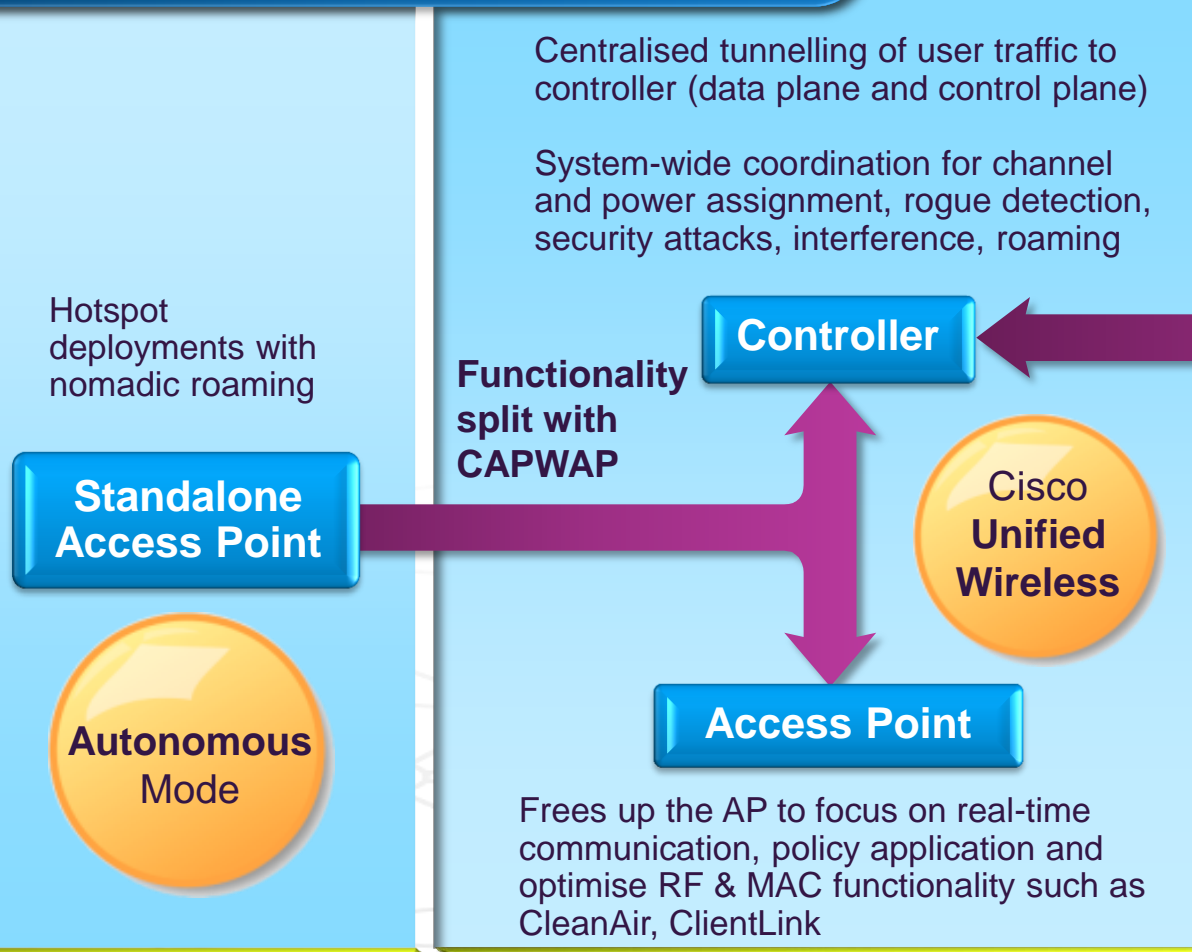 Centralised tunnelling of user traffic to
controller (data plane and control plane)
System-wide coordination for channel
and power assignment, rogue detection,
security attacks, interference, roaming
Hotspot
deployments with
nomadic roaming
Controller
Functionality
split with
CAPWAP
Standalone
Access Point
Cisco
Unified
Wireless
Autonomous
Mode
Access Point
Frees up the AP to focus on real-time
communication, policy application and
optimise RF & MAC functionality such as
CleanAir, ClientLink